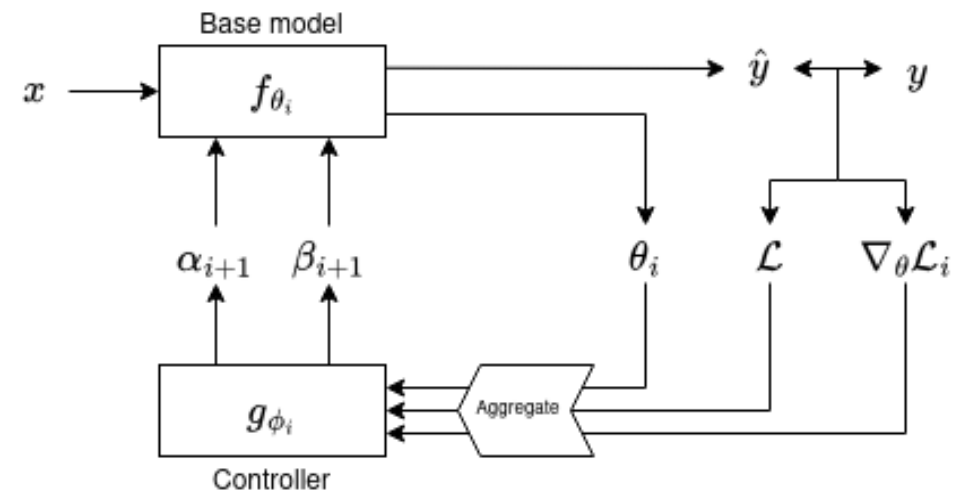 Base model
x
f_{θ_i}
ŷ
y
α_{i+1}
β_{i+1}
θ_i
ℒ
∇_θℒ_i
g_{φ_i}
Aggregate
Controller